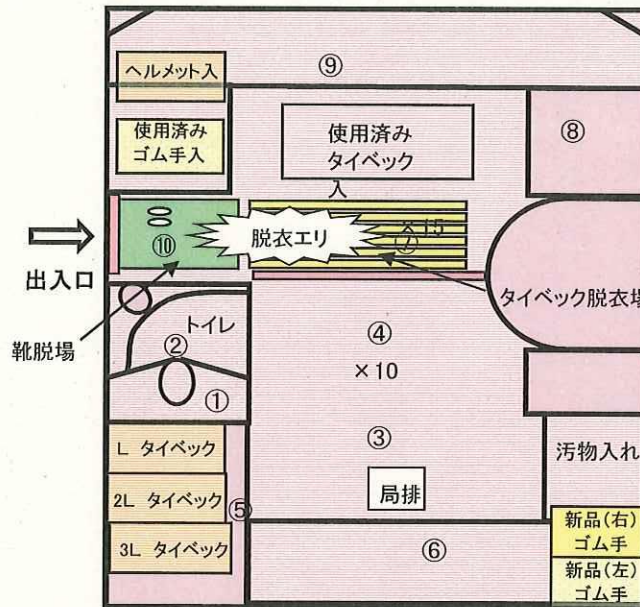 ⑨
ヘルメット入
使用済み
ゴム手入
使用済み
タイベック
入
⑧
⑩
脱衣エリ
×15
⑦
出入口
タイベック脱衣場
靴脱場
トイレ
②
①
④
×10
③
局排
L タイベック
2L タイベック
3L タイベック
⑤
⑥
汚物入れ
新品(右)
ゴム手
新品(左)
ゴム手